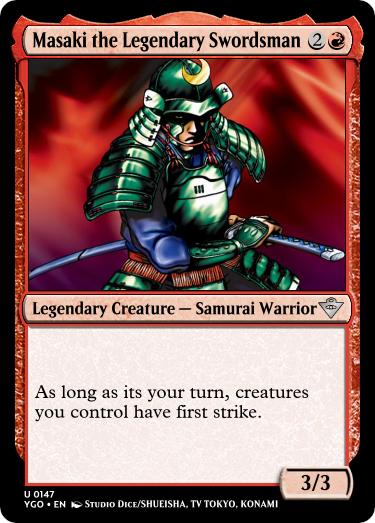 Masaki the Legendary Swordsman 2
Legendary Creature — Samurai Warrior
As long as its your turn, creatures
you control have first strike.
3/3
U 0147
YGO • EN Studio Dice/SHUEISHA, TV TOKYO, KONAMI